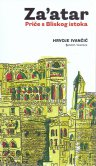 Za'atar
Priče s Bliskog istoka
HRVOJE IVANČIĆ